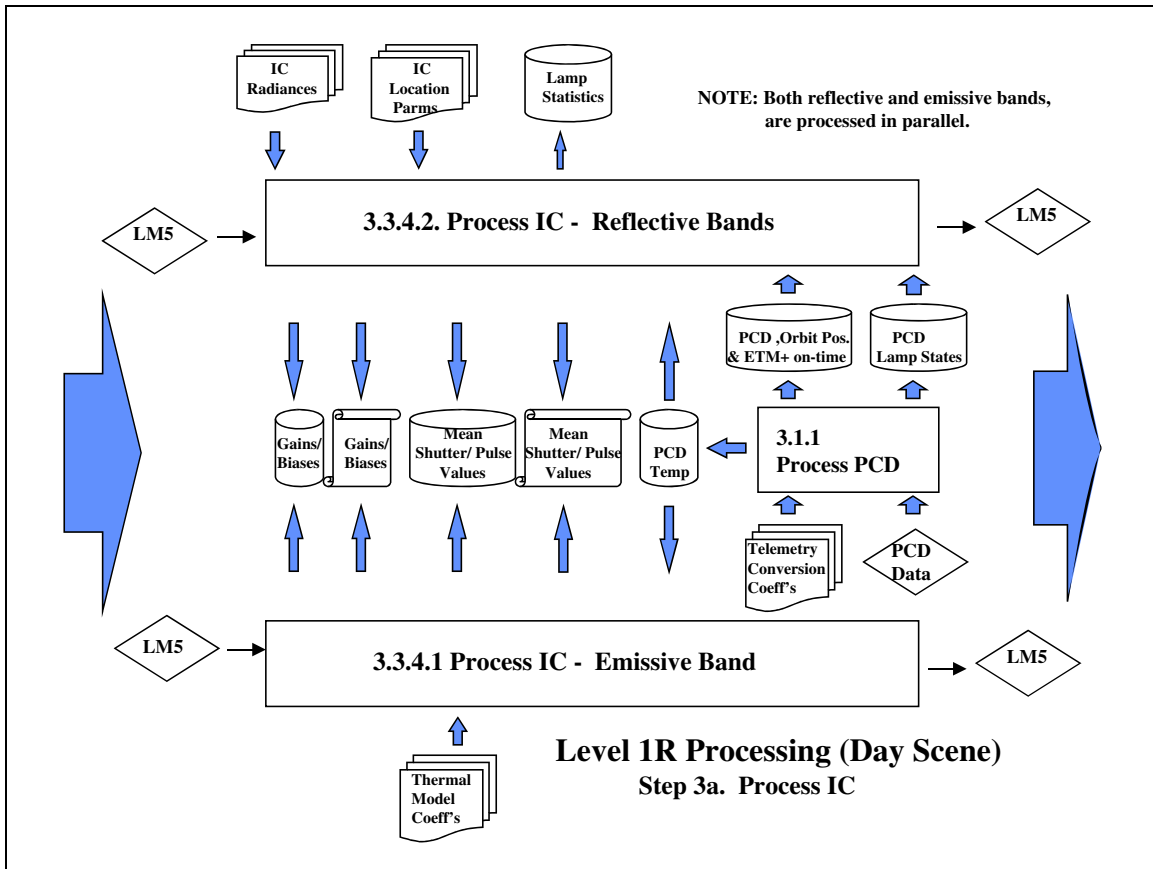 IC
Radiances
IC
Location
Parms
Lamp
Statistics
NOTE: Both reflective and emissive bands,
are processed in parallel.
LM5
3.3.4.2. Process IC - Reflective Bands
LM5
PCD ,Orbit Pos.
& ETM+ on-time
PCD
Lamp States
Gains/
Biases
Gains/
Biases
Mean
Shutter/ Pulse
Values
Mean
Shutter/ Pulse
Values
PCD
Temp
3.1.1
Process PCD
Telemetry
Conversion
Coeff's
PCD
Data
LM5
3.3.4.1 Process IC - Emissive Band
LM5
Thermal
Model
Coeff's
Level 1R Processing (Day Scene)
Step 3a. Process IC